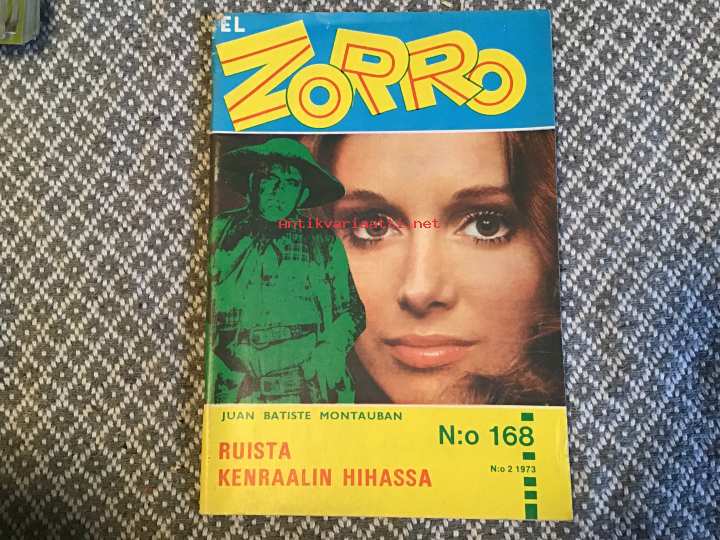 EL
ZORRO
Antikvariaatti.net
JUAN BATISTE MONTAUBAN
N:o 168
RUISTA
KENRAALIN HIHASSA
N:o 2 1973